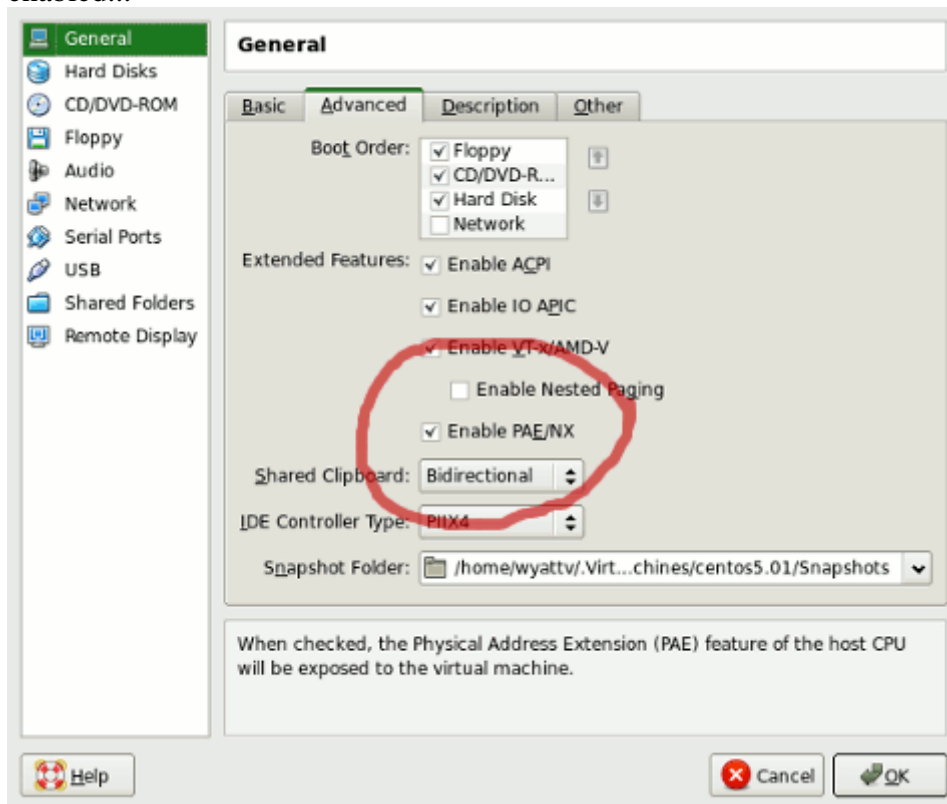 enabled...
General
Hard Disks
CD/DVD-ROM
Floppy
Audio
Network
Serial Ports
USB
Shared Folders
Remote Display
General
Basic Advanced Description Other
Boot Order:
Floppy
CD/DVD-R...
Hard Disk
Network
Extended Features:
Enable ACPI
Enable IO APIC
Enable VT-x/AMD-V
Enable Nested Paging
Enable PAE/NX
Shared Clipboard: Bidirectional
IDE Controller Type: PIIX4
Snapshot Folder: /home/wyattv/.Virt...chines/centos5.01/Snapshots
When checked, the Physical Address Extension (PAE) feature of the host CPU
will be exposed to the virtual machine.
Help Cancel OK